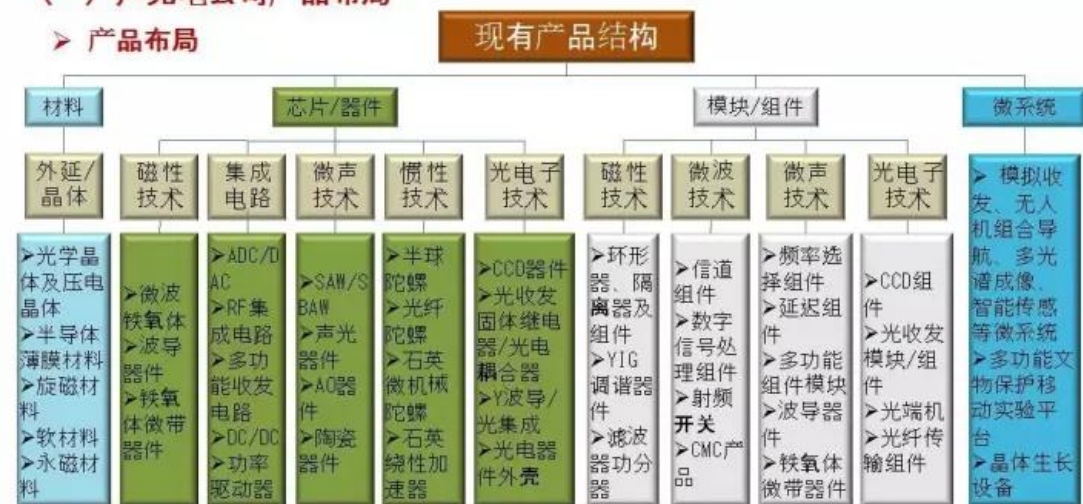 产品布局
➢ 产品布局
现有产品结构
材料
芯片/器件
模块/组件
微系统
外延/
晶体
磁性
技术
集成
电路
微声
技术
惯性
技术
光电子
技术
磁性
技术
微波
技术
微声
技术
光电子
技术
➢光学晶
体及压电
晶体
➢半导体
薄膜材料
➢旋磁材
料
➢软材料
➢永磁材
料
➢微波
铁氧体
➢波导
器件
➢铁氧
体微带
器件
➢ADC/D
AC
➢RF集
成电路
➢多功
能收发
电路
➢DC/DC
➢功率
驱动器
➢SAW/S
BAW
➢声光
器件
➢AO器
件
➢陶瓷
器件
➢半球
陀螺
➢光纤
陀螺
➢石英
微机械
陀螺
➢石英
绕性加
速器
➢CCD器件
➢光收发
固体继电
器/光电
耦合器
➢Y波导/
光集成
➢光电器
件外壳
➢环形
器、隔
离器及
组件
➢YIG
调谐器
件
➢滤波
器功分
器
➢信道
组件
➢数字
信号处
理组件
➢射频
开关
➢CMC产
品
➢频率选
择组件
➢延迟组
件
➢多功能
组件模块
➢波导器
件
➢铁氧体
微带器件
➢CCD组
件
➢光收发
模块/组
件
➢光端机
➢光纤传
输组件
➢ 模拟收
发、无人
机组合导
航、多光
谱成像、
智能传感
等微系统
➢多功能文
物保护移
动实验平
台
➢晶体生长
设备